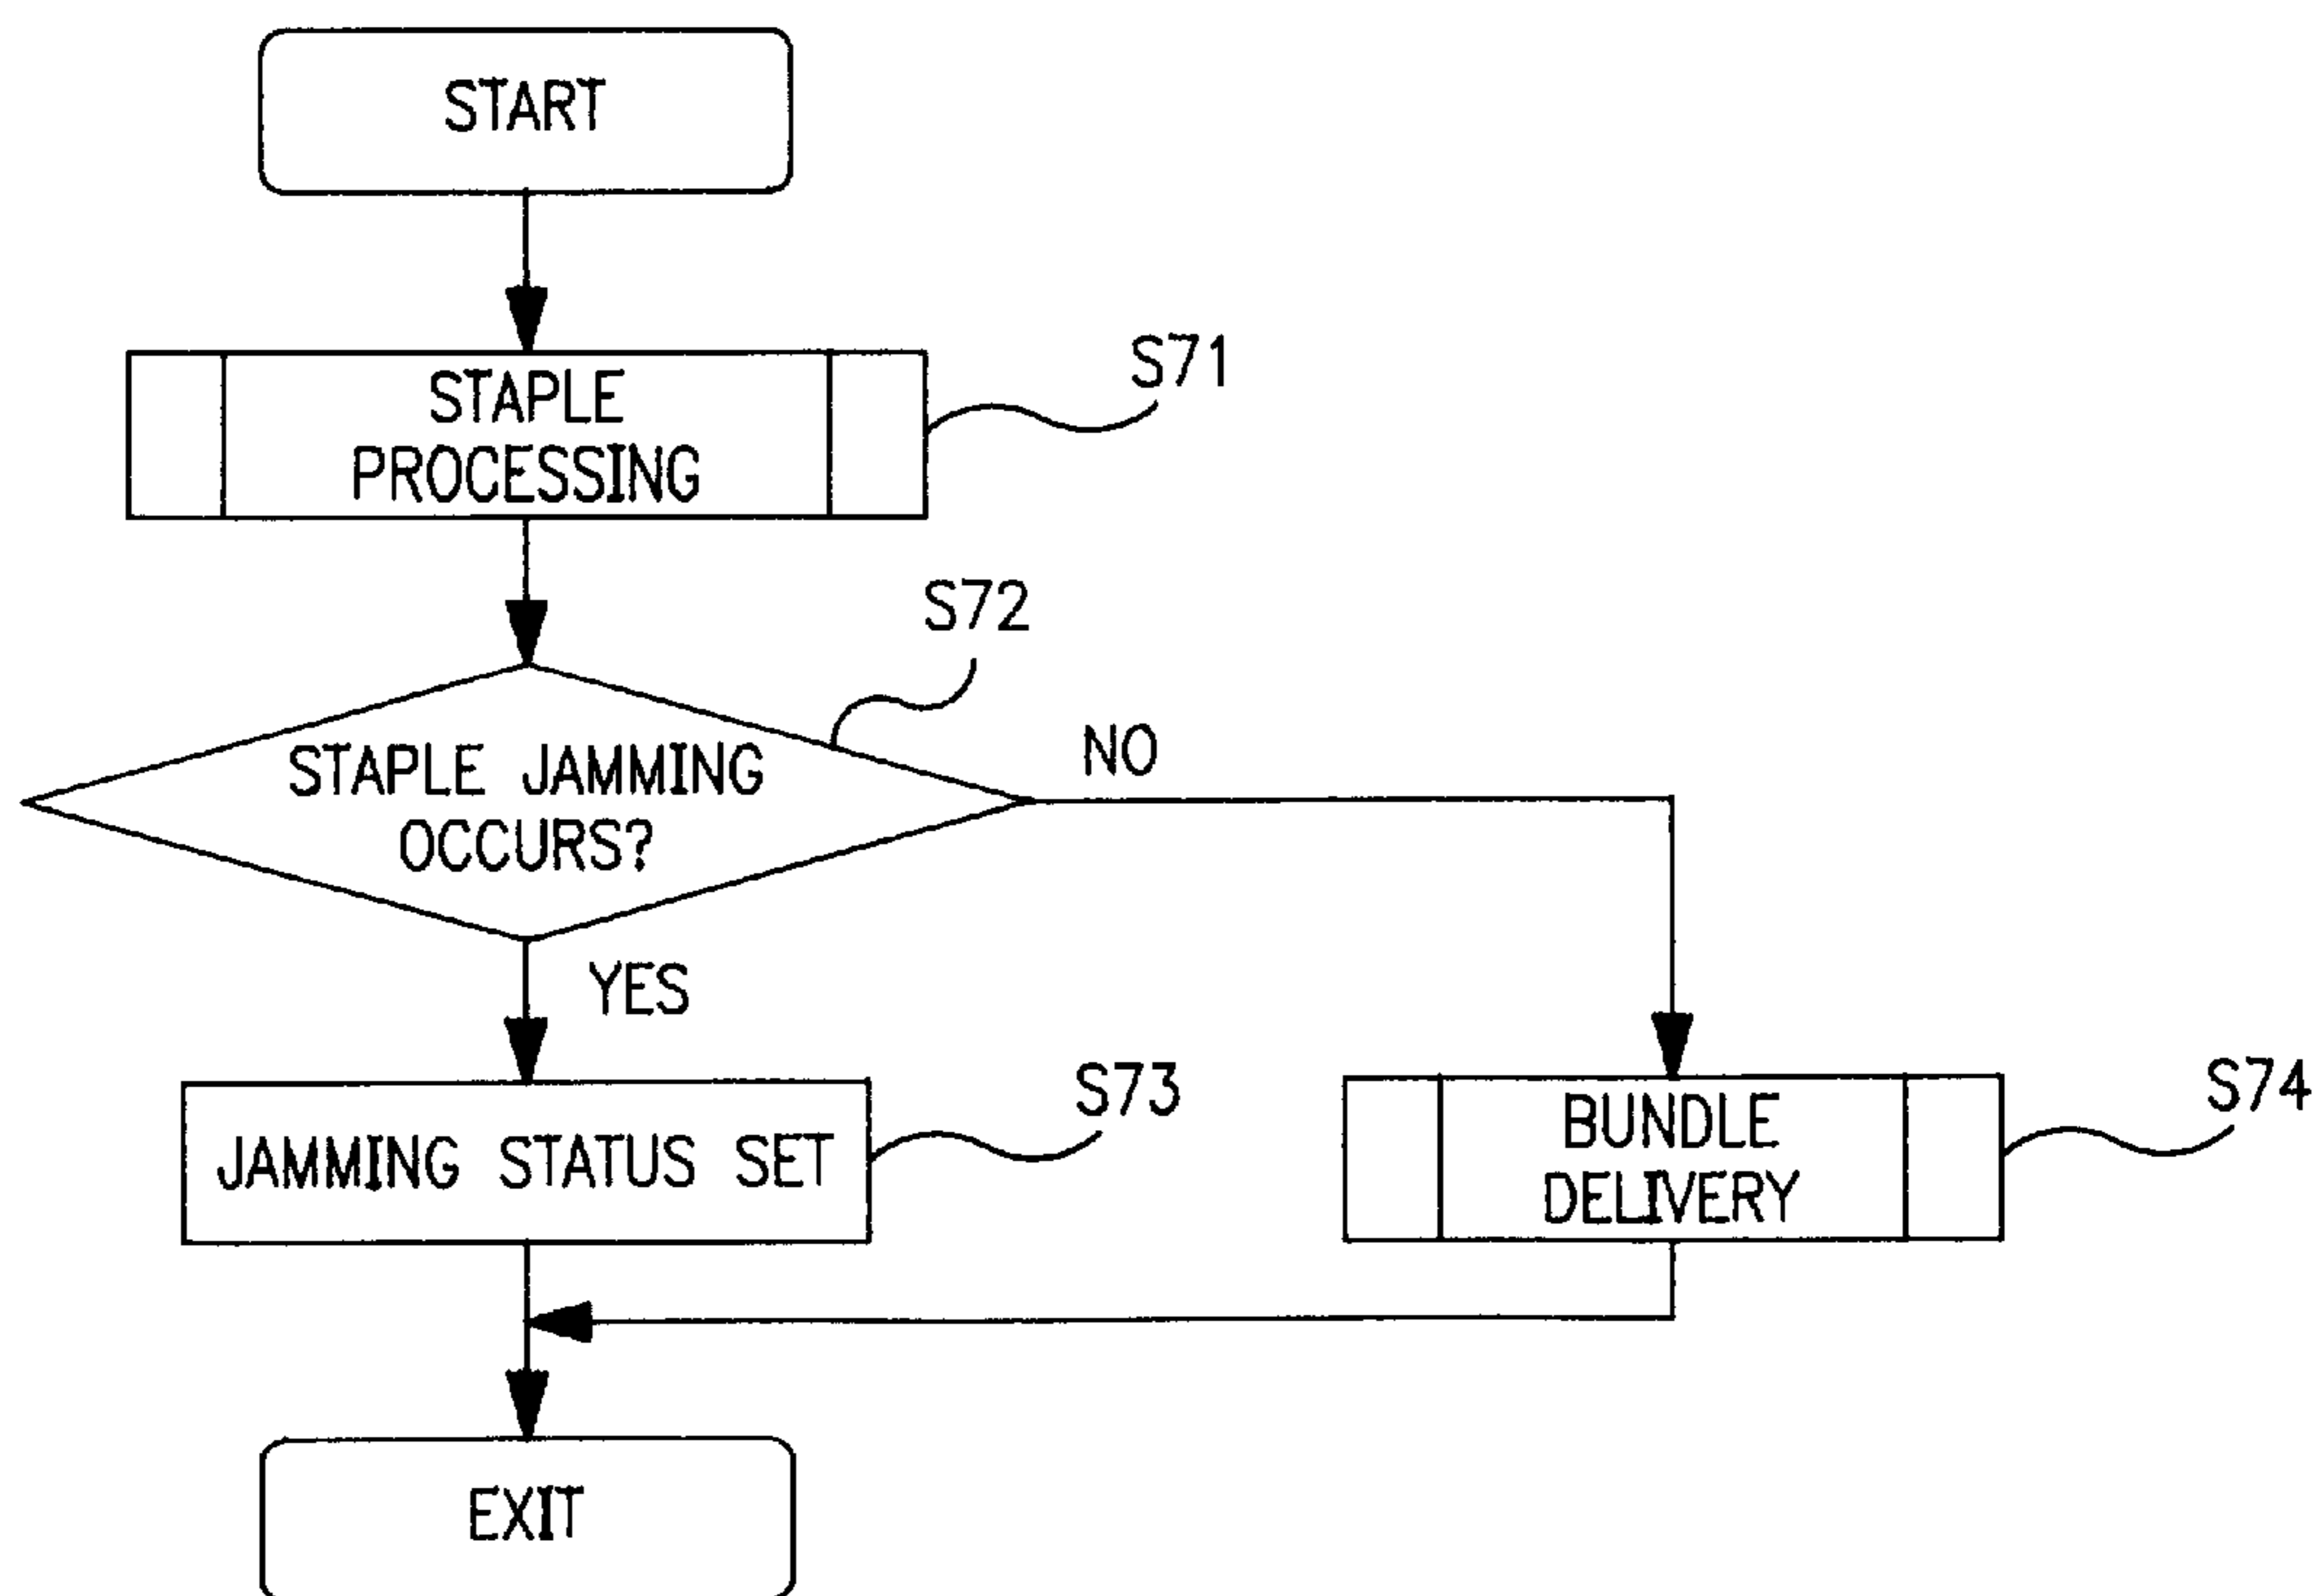 START
STAPLE
PROCESSING
S71
S72
STAPLE JAMMING
OCCURS?
NO
YES
JAMMING STATUS SET
S73
BUNDLE
DELIVERY
S74
EXIT